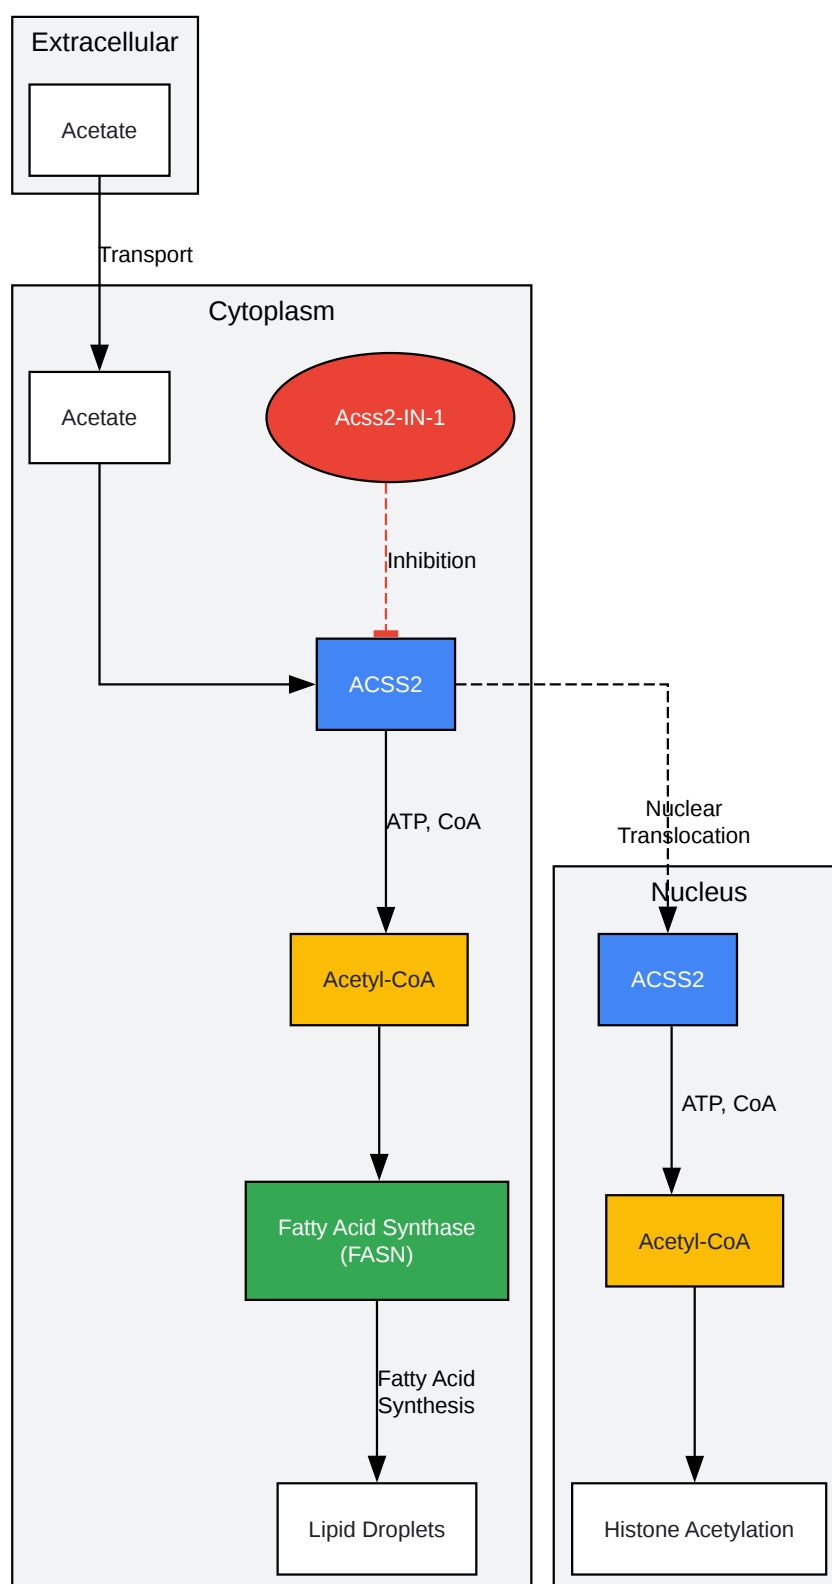 Extracellular
Acetate
Transport
Cytoplasm
Acetate
Acss2-IN-1
Inhibition
ACSS2
ATP, CoA
Nuclear
Translocation
Nucleus
Acetyl-CoA
ACSS2
ATP, CoA
Fatty Acid Synthase
(FASN)
Acetyl-CoA
Fatty Acid
Synthesis
Lipid Droplets
Histone Acetylation